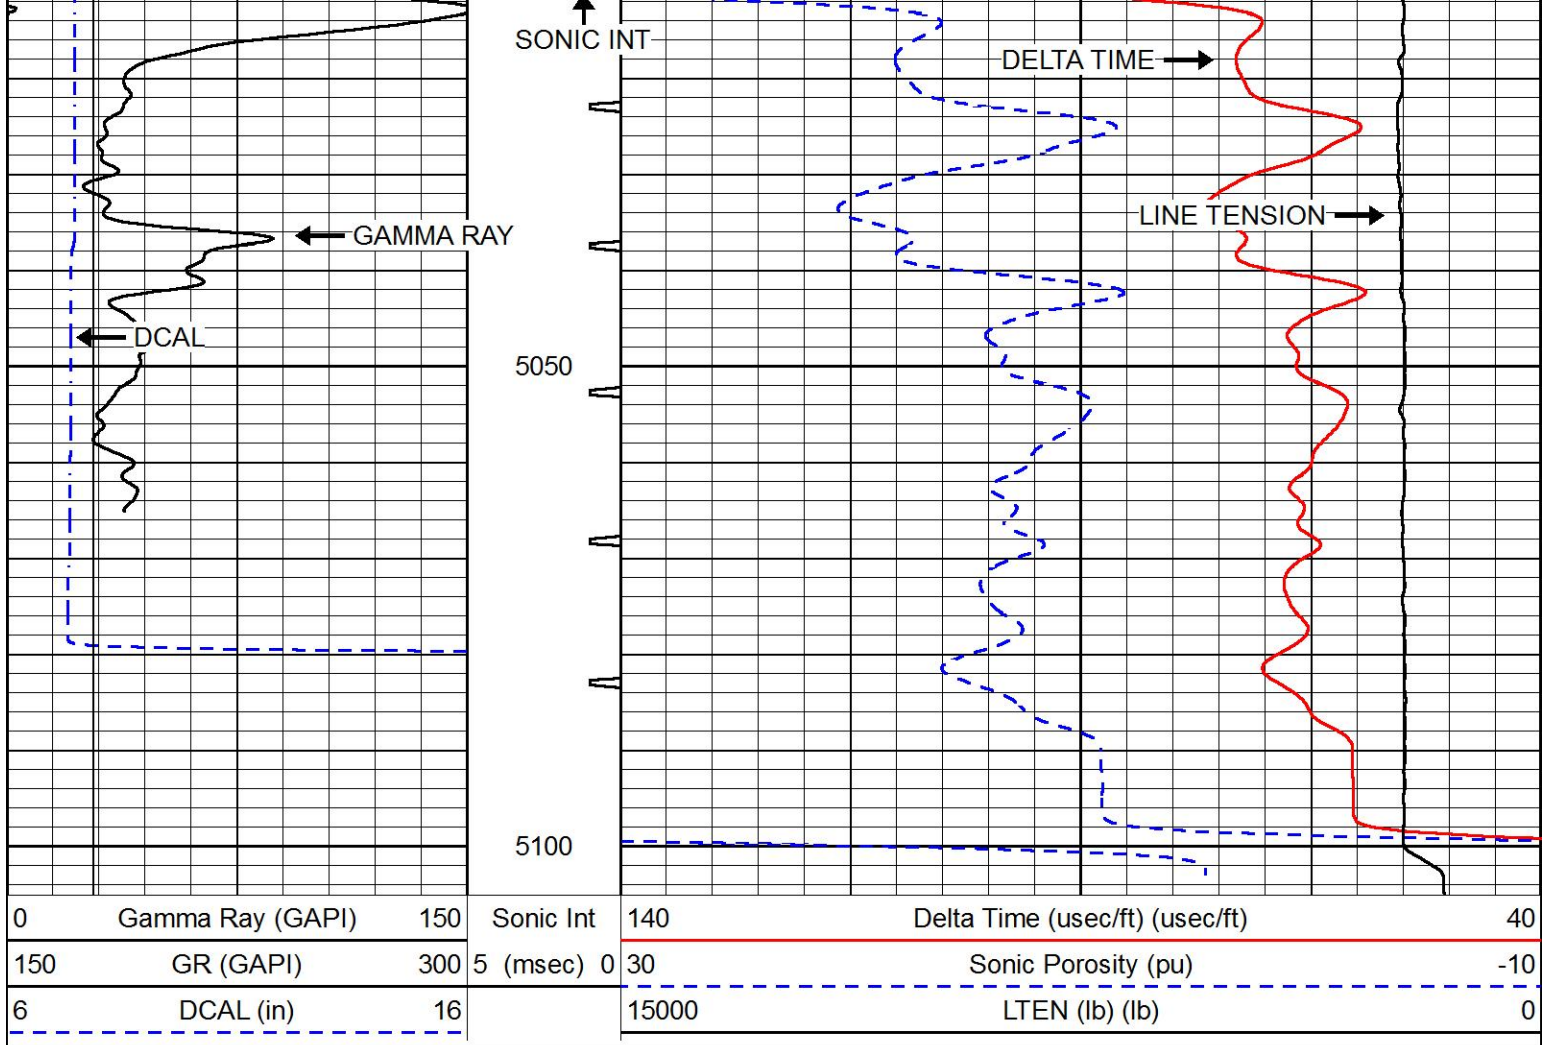 SONIC INT
DELTA TIME
LINE TENSION
GAMMA RAY
DCAL
5050
5100
0 Gamma Ray (GAPI) 150 Sonic Int 140 Delta Time (usec/ft) (usec/ft) 40
150 GR (GAPI) 300 5 (msec) 0 30 Sonic Porosity (pu) -10
6 DCAL (in) 16 15000 LTEN (lb) (lb) 0